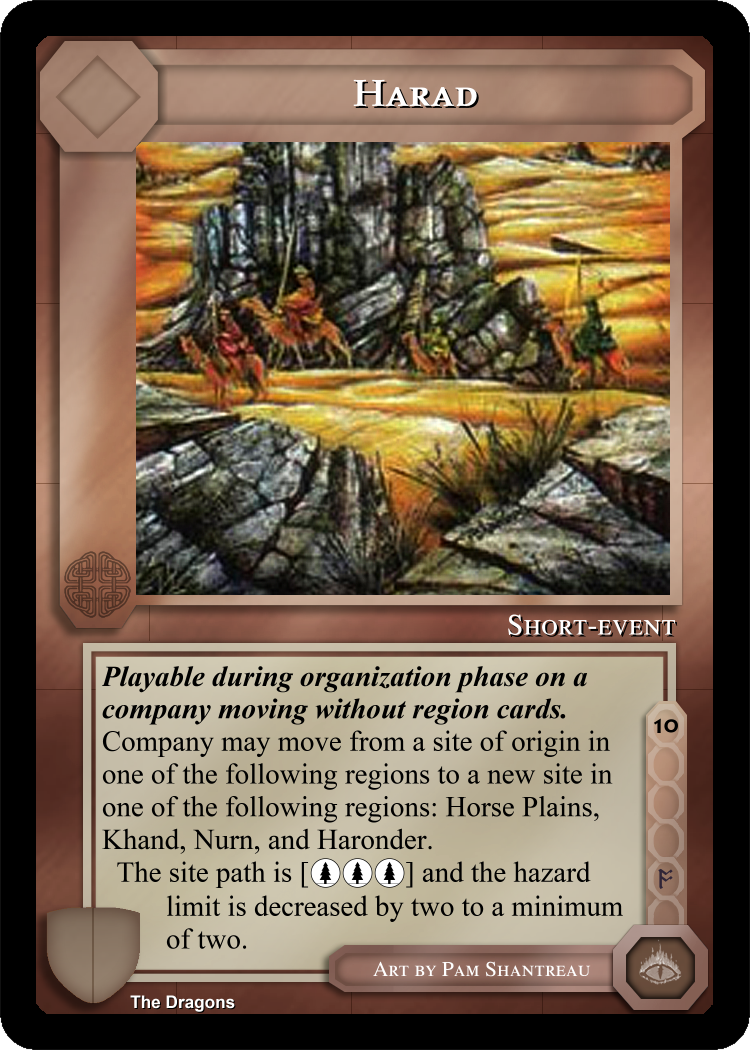 Harad
Short-event
Playable during organization phase on a
company moving without region cards.
Company may move from a site of origin in
one of the following regions to a new site in
one of the following regions: Horse Plains,
Khand, Nurn, and Haronder.
The site path is [ ] and the hazard
limit is decreased by two to a minimum
of two.
10
ᚹ
Art by Pam Shantreau
The Dragons